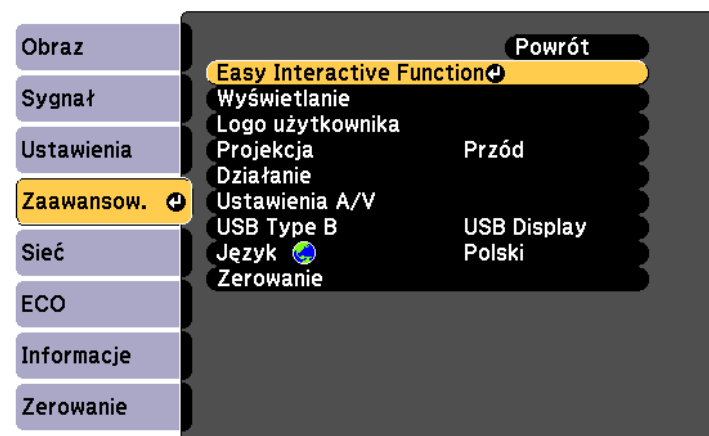 Obraz
Sygnał
Ustawienia
Zaawansow.
Sieć
ECO
Informacje
Zerowanie
Powrót
Easy Interactive Function
Wyświetlanie
Logo użytkownika
Projekcja Przód
Działanie
Ustawienia A/V
USB Type B USB Display
Język Polski
Zerowanie